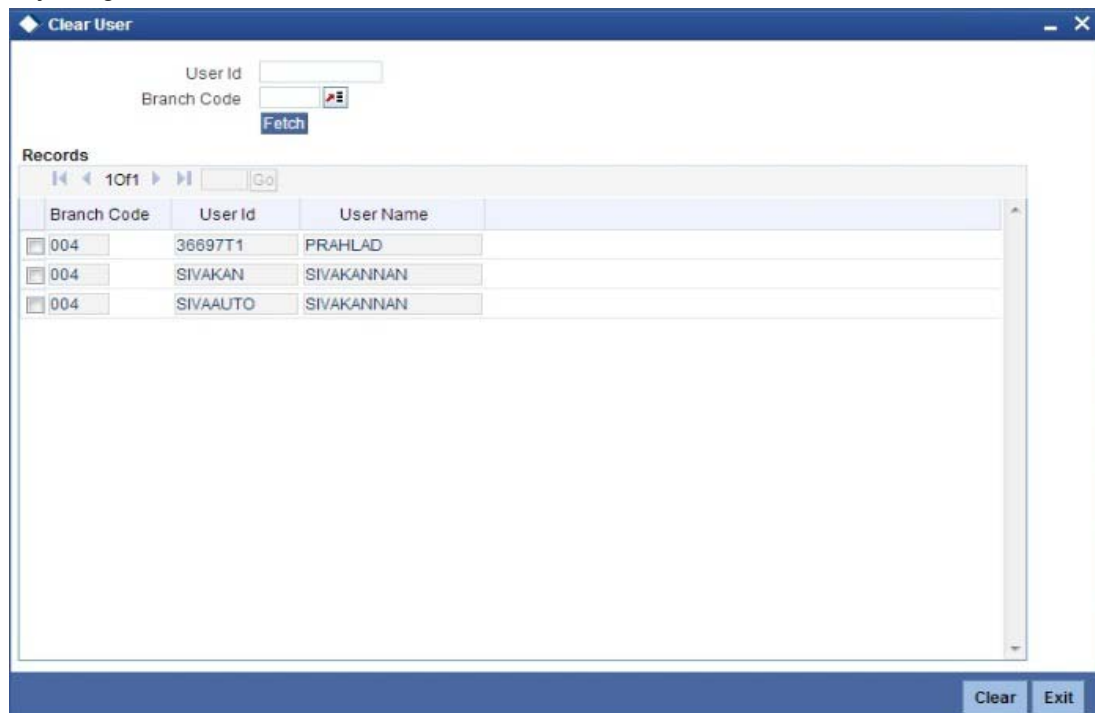 Clear User
User Id
Branch Code
Fetch
Records
1Of1 Go
Branch Code User Id User Name
004 36697T1 PRAHLAD
004 SIVAKAN SIVAKANNAN
004 SIVAAUTO SIVAKANNAN
Clear Exit